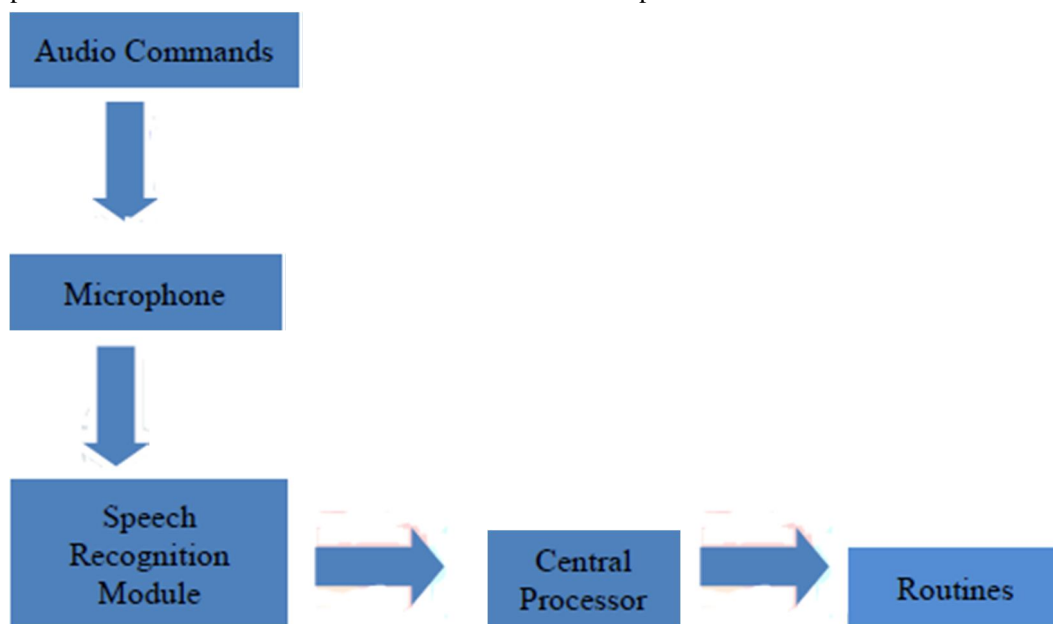 Audio Commands
Microphone
Speech
Recognition
Module
Central
Processor
Routines